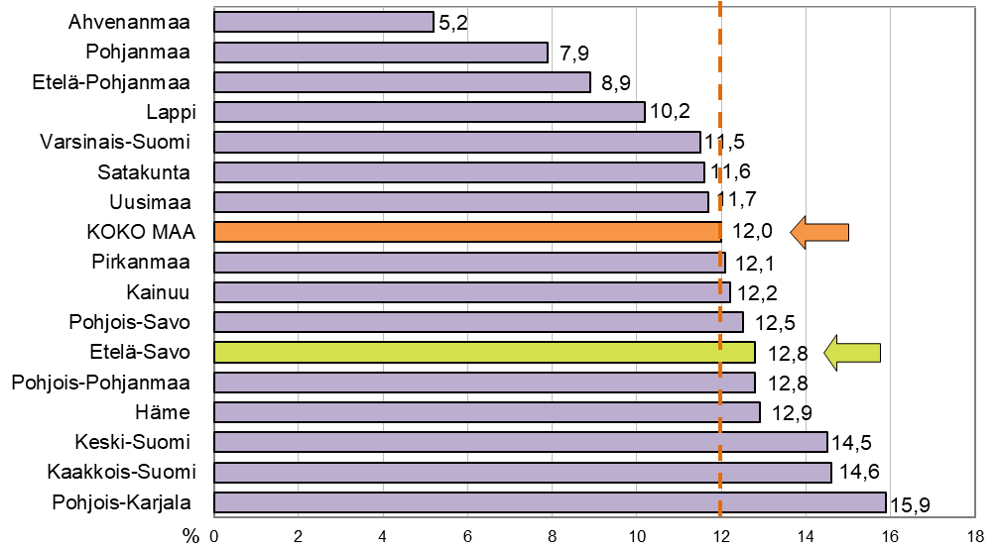 Ahvenanmaa 5,2
Pohjanmaa 7,9
Etelä-Pohjanmaa 8,9
Lappi 10,2
Varsinais-Suomi 11,5
Satakunta 11,6
Uusimaa 11,7
KOKO MAA 12,0
Pirkanmaa 12,1
Kainuu 12,2
Pohjois-Savo 12,5
Etelä-Savo 12,8
Pohjois-Pohjanmaa 12,8
Häme 12,9
Keski-Suomi 14,5
Kaakkois-Suomi 14,6
Pohjois-Karjala 15,9
% 0 2 4 6 8 10 12 14 16 18